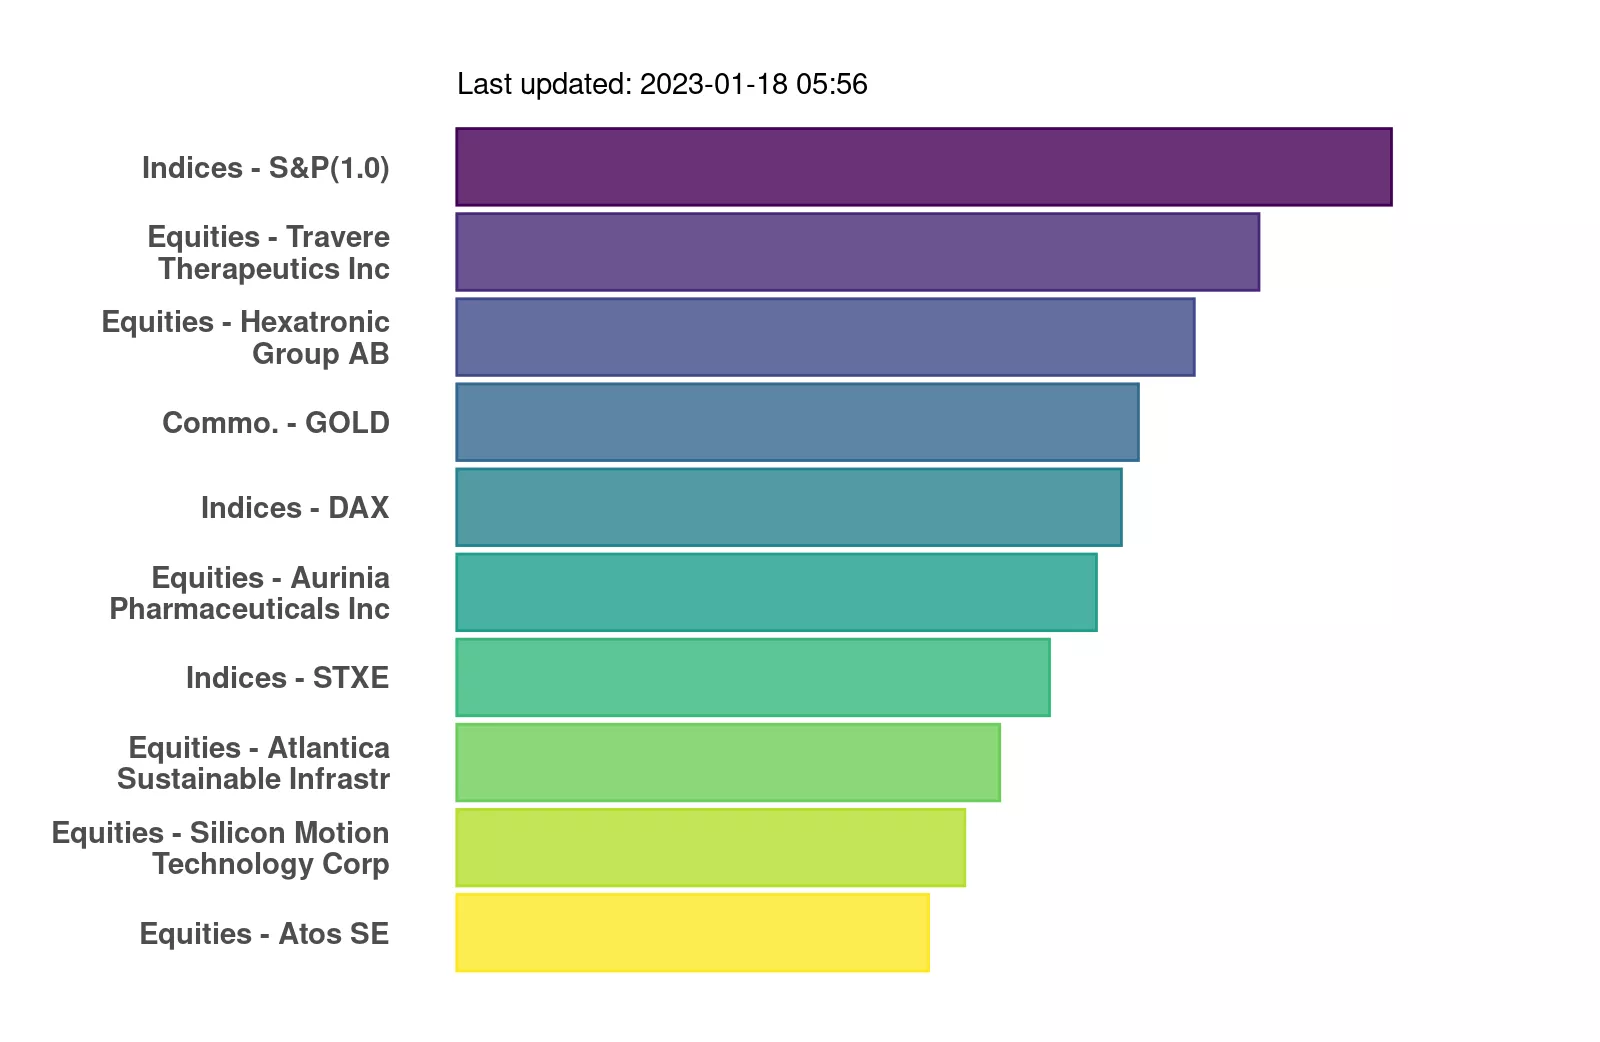 Last updated: 2023-01-18 05:56
Indices - S&P(1.0)
Equities - Travere
Therapeutics Inc
Equities - Hexatronic
Group AB
Commo. - GOLD
Indices - DAX
Equities - Aurinia
Pharmaceuticals Inc
Indices - STXE
Equities - Atlantica
Sustainable Infrastr
Equities - Silicon Motion
Technology Corp
Equities - Atos SE